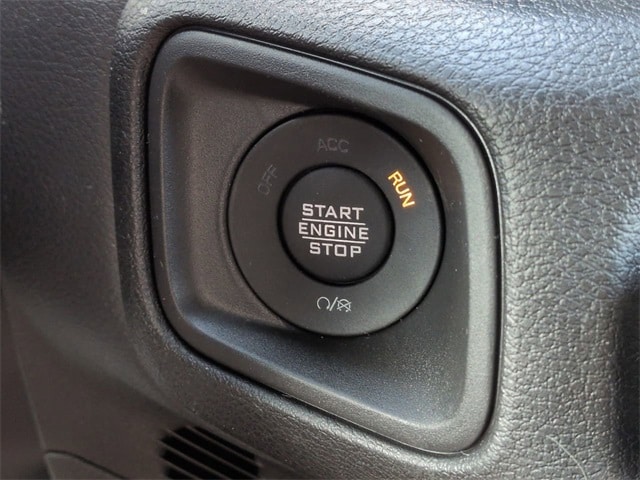 OFF
ACC
RUN
START
ENGINE
STOP